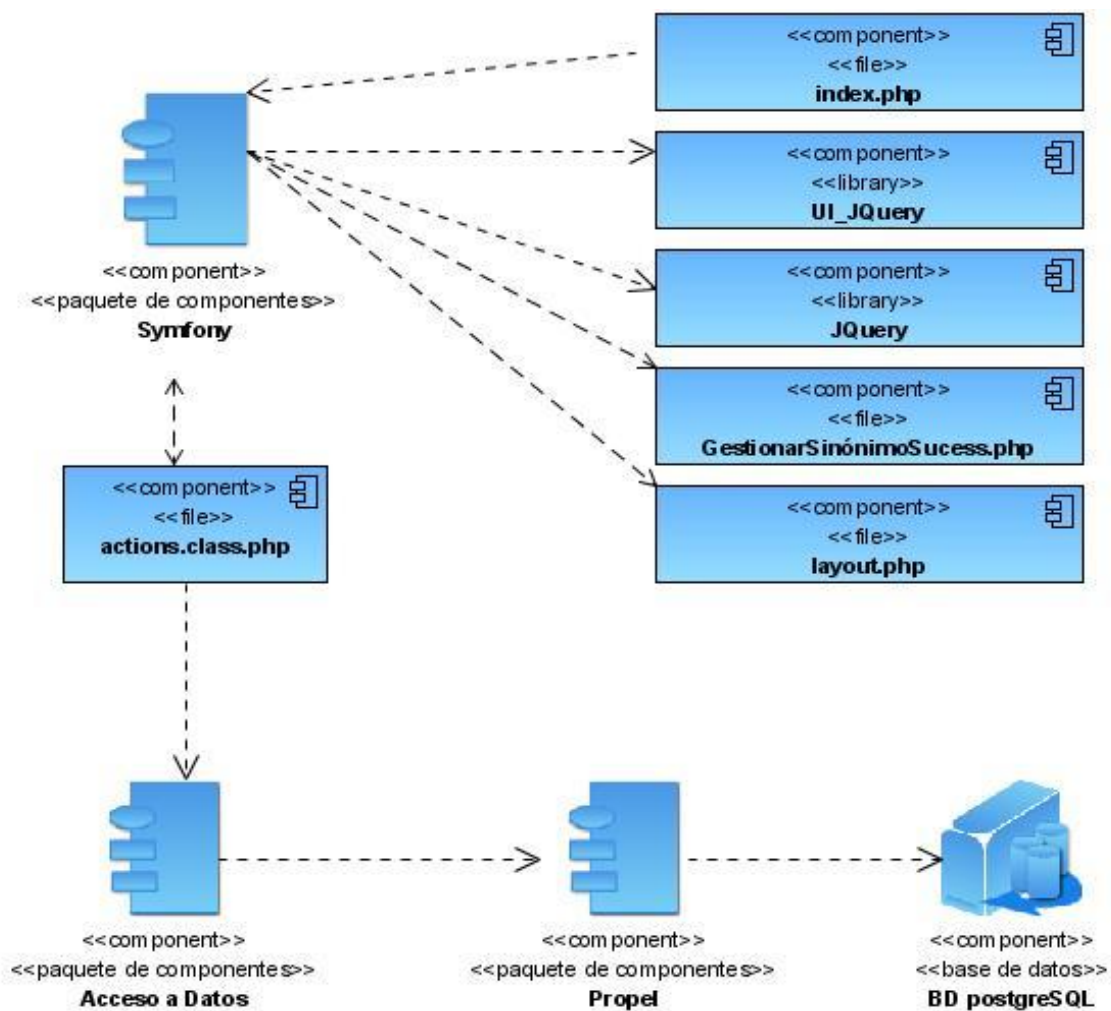 <<component>>
<<file>>
index.php
<<component>>
<<library>>
UI_JQuery
<<component>>
<<paquete de componentes>>
Symfony
<<component>>
<<library>>
JQuery
<<component>>
<<file>>
GestionarSinónimoSucess.php
<<component>>
<<file>>
actions.class.php
<<component>>
<<file>>
layout.php
<<component>>
<<paquete de componentes>>
Acceso a Datos
<<component>>
<<paquete de componentes>>
Propel
<<component>>
<<base de datos>>
BD postgreSQL